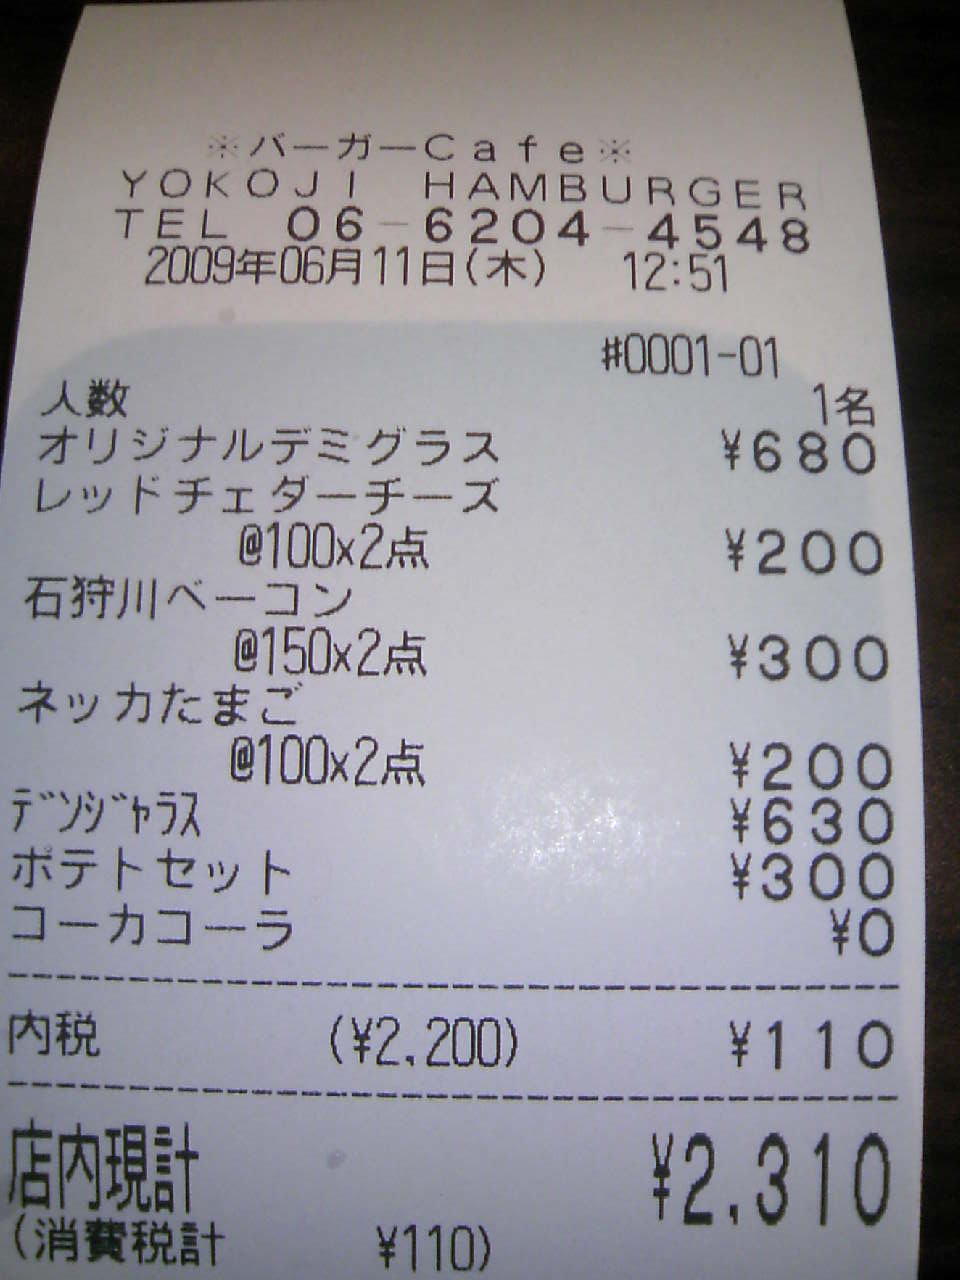 ※バーガーCafe※
YOKOJI HAMBURGER
TEL 06-6204-4548
2009年06月11日(木) 12:51
#0001-01
人数 1名
オリジナルデミグラス ¥680
レッドチェダーチーズ
@100x2点 ¥200
石狩川ベーコン
@150x2点 ¥300
ネッカたまご
@100x2点 ¥200
デンジャラス ¥630
ポテトセット ¥300
コーカコーラ ¥0
内税 (¥2,200) ¥110
店内現計 ¥2,310
(消費税計 ¥110)